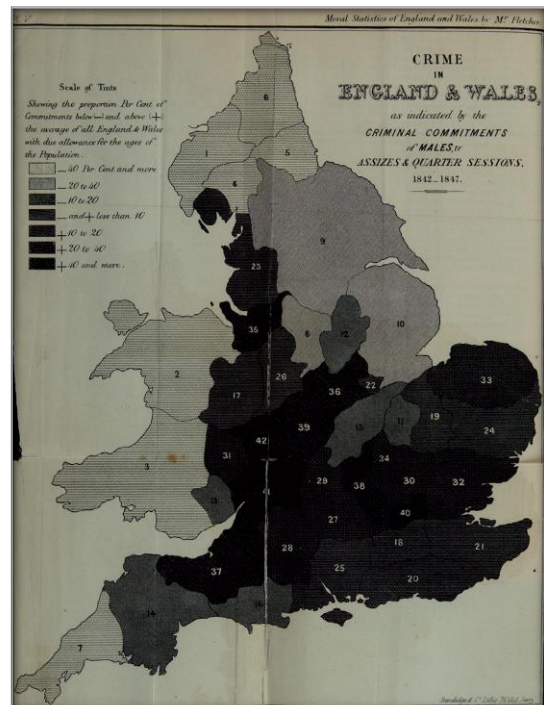 Moral Statistics of England and Wales by Mr. Fletcher
CRIME
IN
ENGLAND & WALES,
as indicated by the
CRIMINAL COMMITMENTS
of MALES, to
ASSIZES & QUARTER SESSIONS,
1842_1847.
Scale of Tints
Shewing the proportion Per Cent of
Commitments below (—) and above (+)
the average of all England & Wales
with due allowance for the ages of
the Population.
— 40 Per Cent and more
— 20 to 40
— 10 to 20
— and + less than 10
+ 10 to 20
+ 20 to 40
+ 40 and more.
6
1
5
4
9
23
35
8
12
10
2
26
36
22
33
17
39
15
11
19
24
3
31
42
34
13
41
29
38
30
32
40
27
28
18
21
37
25
20
14
16
7